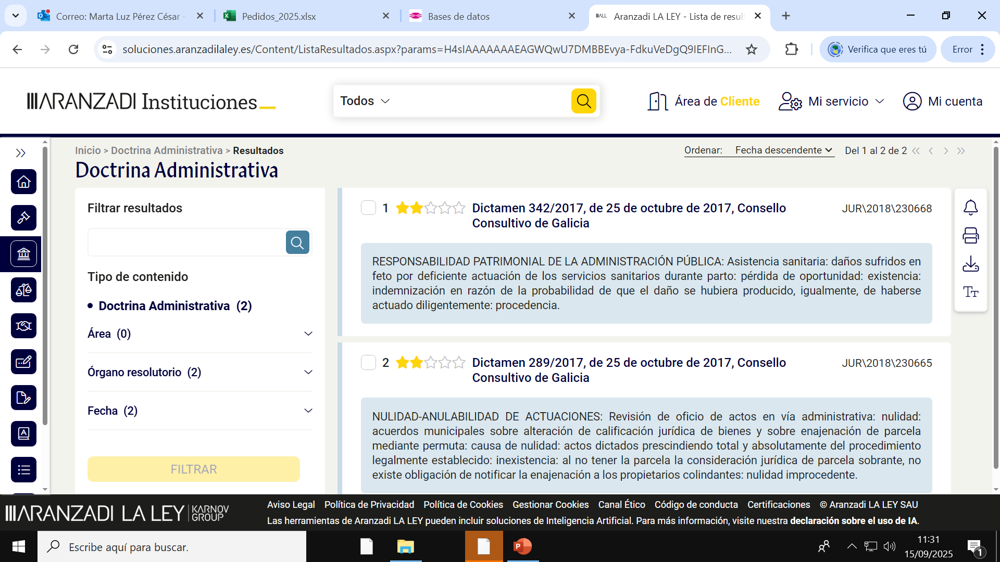 Correo: Marta Luz Pérez César -
Pedidos_2025.xlsx
Bases de datos
Aranzadi LA LEY - Lista de resul
soluciones.aranzadilaley.es/Content/ListaResultados.aspx?params=H4sIAAAAAAAEAGWQwU7DMBBEvya-FdkuVeDgQ9IEFInG...
Verifica que eres tú
Error
ARANZADI Instituciones
Todos
Área de Cliente
Mi servicio
Mi cuenta
Inicio > Doctrina Administrativa > Resultados
Ordenar: Fecha descendente
Del 1 al 2 de 2
Doctrina Administrativa
Filtrar resultados
Tipo de contenido
• Doctrina Administrativa (2)
Área (0)
Órgano resolutorio (2)
Fecha (2)
FILTRAR
1 Dictamen 342/2017, de 25 de octubre de 2017, Consello
Consultivo de Galicia
JUR\2018\230668
RESPONSABILIDAD PATRIMONIAL DE LA ADMINISTRACIÓN PÚBLICA: Asistencia sanitaria: daños sufridos en
feto por deficiente actuación de los servicios sanitarios durante parto: pérdida de oportunidad: existencia:
indemnización en razón de la probabilidad de que el daño se hubiera producido, igualmente, de haberse
actuado diligentemente: procedencia.
2 Dictamen 289/2017, de 25 de octubre de 2017, Consello
Consultivo de Galicia
JUR\2018\230665
NULIDAD-ANULABILIDAD DE ACTUACIONES: Revisión de oficio de actos en vía administrativa: nulidad:
acuerdos municipales sobre alteración de calificación jurídica de bienes y sobre enajenación de parcela
mediante permuta: causa de nulidad: actos dictados prescindiendo total y absolutamente del procedimiento
legalmente establecido: inexistencia: al no tener la parcela la consideración jurídica de parcela sobrante, no
existe obligación de notificar la enajenación a los propietarios colindantes: nulidad improcedente.
Tt
ARANZADI LA LEY KARNOV
GROUP
Aviso Legal Política de Privacidad Política de Cookies Gestionar Cookies Canal Ético Código de conducta Certificaciones © Aranzadi LA LEY SAU
Las herramientas de Aranzadi LA LEY pueden incluir soluciones de Inteligencia Artificial. Para más información, visite nuestra declaración sobre el uso de IA.
Escribe aquí para buscar.
11:31
15/09/2025
1